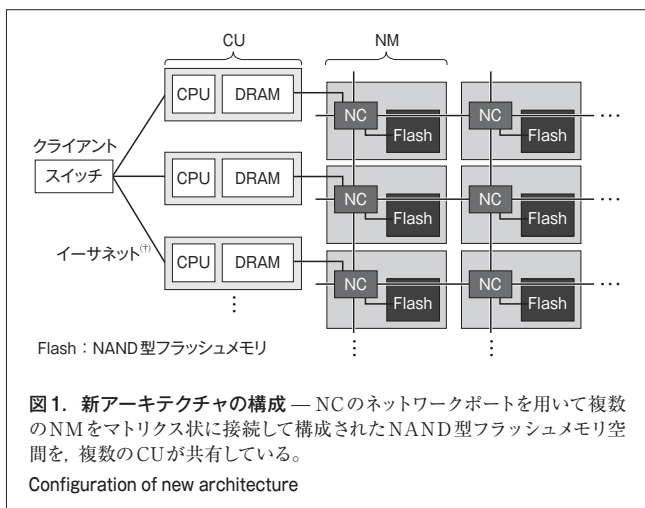 CU
NM
CPU
DRAM
NC
Flash
NC
Flash
…
クライアント
スイッチ
CPU
DRAM
NC
Flash
NC
Flash
…
イーサネット(†)
CPU
DRAM
NC
Flash
NC
Flash
…
Flash：NAND型フラッシュメモリ
図1．新アーキテクチャの構成 — NCのネットワークポートを用いて複数
のNMをマトリクス状に接続して構成されたNAND型フラッシュメモリ空
間を，複数のCUが共有している。
Configuration of new architecture